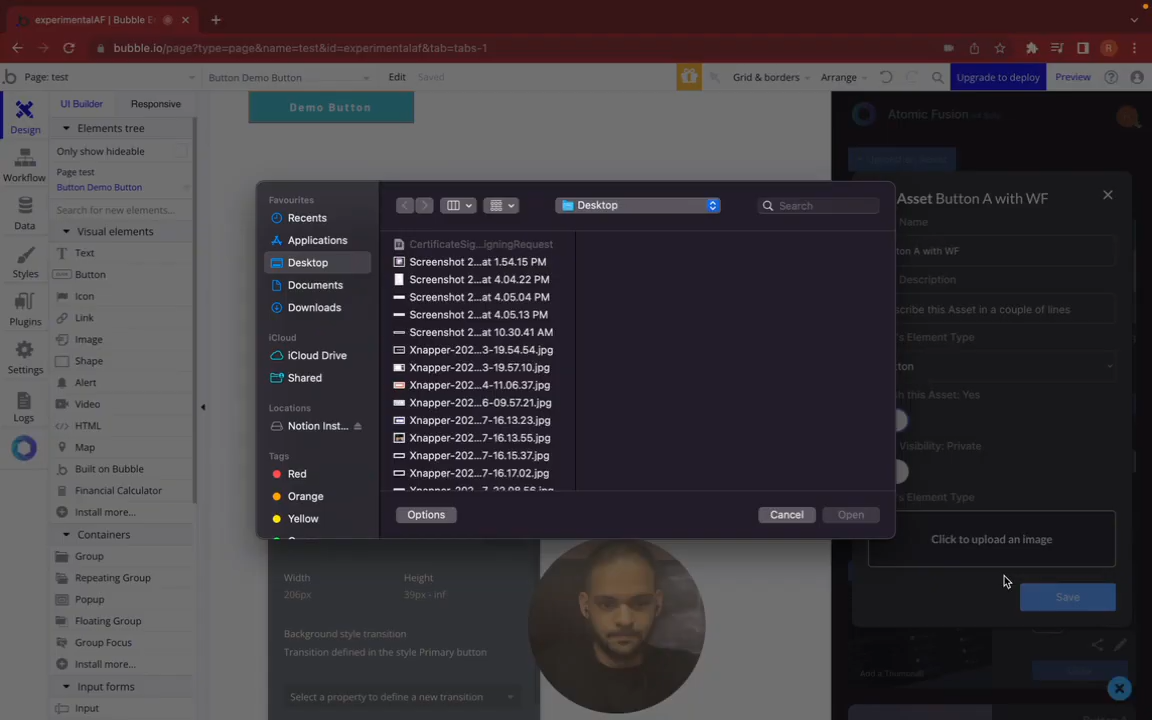 experimentalAF | Bubble E
bubble.io/page?type=page&name=test&id=experimentalaf&tab=tabs-1
R
Page: test
Button Demo Button
Edit
Saved
Grid & borders
Arrange
Upgrade to deploy
Preview
Design
Workflow
Data
Styles
Plugins
Settings
Logs
UI Builder
Responsive
Elements tree
Only show hideable
Page test
Button Demo Button
Search for new elements...
Visual elements
Text
Button
Icon
Link
Image
Shape
Alert
Video
HTML
Map
Built on Bubble
Financial Calculator
Install more...
Containers
Group
Repeating Group
Popup
Floating Group
Group Focus
Install more...
Input forms
Input
Demo Button
Favourites
Recents
Applications
Desktop
Documents
Downloads
iCloud
iCloud Drive
Shared
Locations
Notion Inst...
Tags
Red
Orange
Yellow
Desktop
Search
CertificateSig...igningRequest
Screenshot 2...at 1.54.15 PM
Screenshot 2...at 4.04.22 PM
Screenshot 2...at 4.05.04 PM
Screenshot 2...at 4.05.13 PM
Screenshot 2...at 10.30.41 AM
Xnapper-202...3-19.54.54.jpg
Xnapper-202...3-19.57.10.jpg
Xnapper-202...4-11.06.37.jpg
Xnapper-202...6-09.57.21.jpg
Xnapper-202...7-16.13.23.jpg
Xnapper-202...7-16.13.55.jpg
Xnapper-202...7-16.15.37.jpg
Xnapper-202...7-16.17.02.jpg
Options
Cancel
Open
Width
206px
Height
39px - inf
Background style transition
Transition defined in the style Primary button
Select a property to define a new transition
Atomic Fusion
Asset Button A with WF
Name
on A with WF
Description
scribe this Asset in a couple of lines
's Element Type
ton
sh this Asset: Yes
Visibility: Private
's Element Type
Click to upload an image
Save
Add a Thumbnail